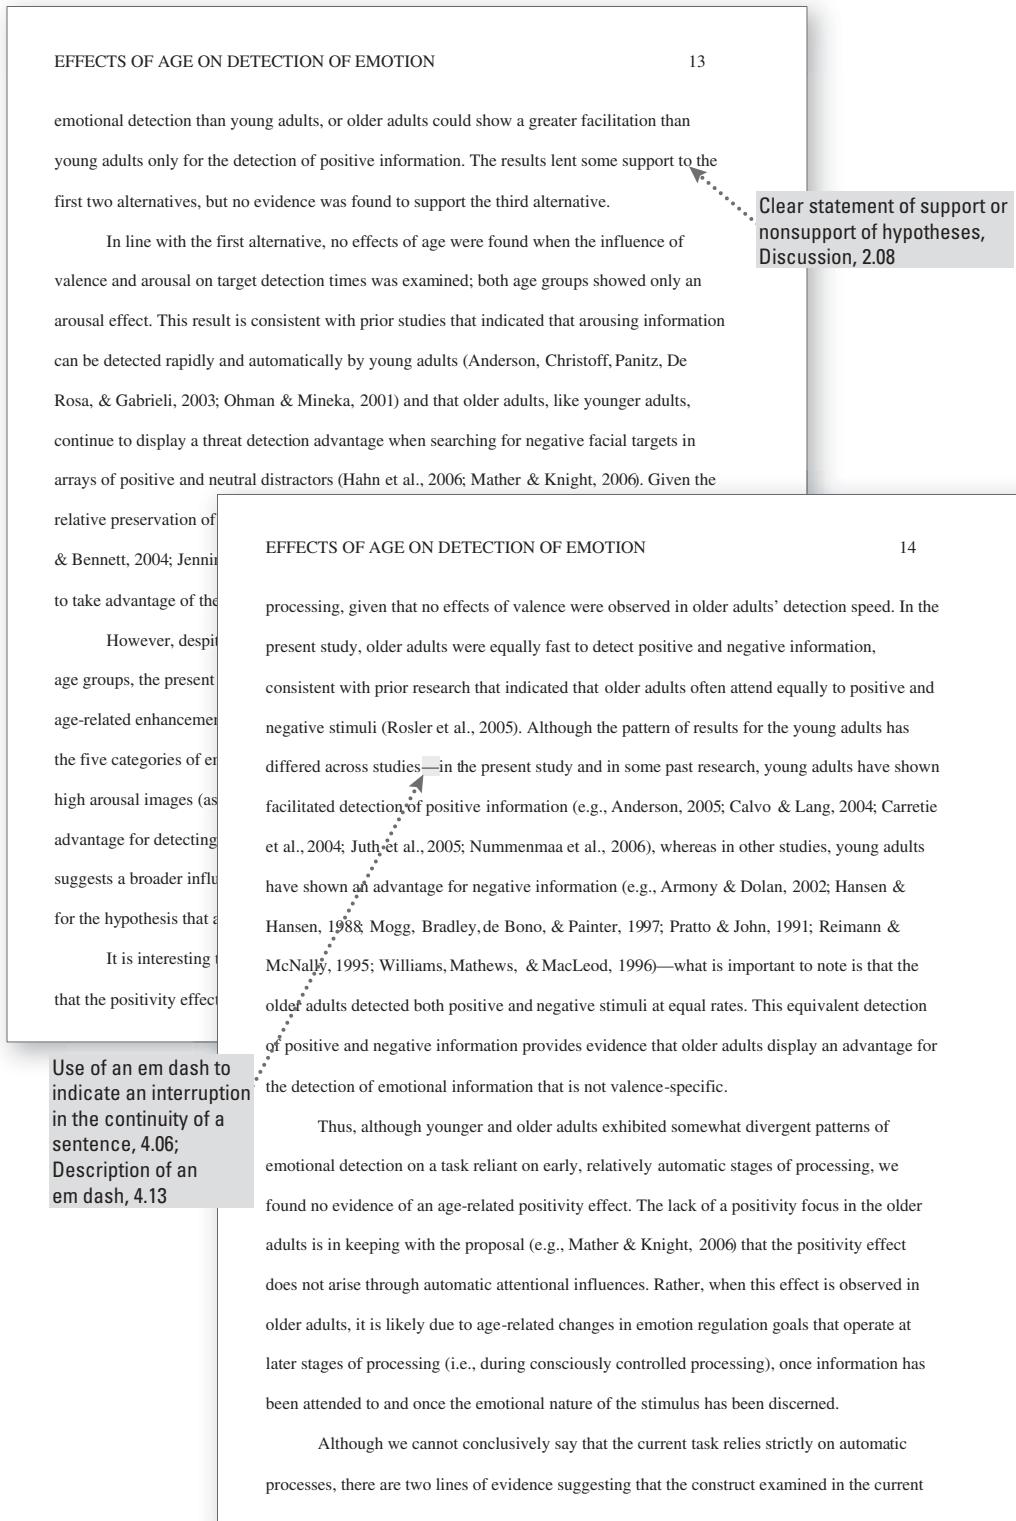 EFFECTS OF AGE ON DETECTION OF EMOTION 13
emotional detection than young adults, or older adults could show a greater facilitation than
young adults only for the detection of positive information. The results lent some support to the
first two alternatives, but no evidence was found to support the third alternative.
In line with the first alternative, no effects of age were found when the influence of
valence and arousal on target detection times was examined; both age groups showed only an
arousal effect. This result is consistent with prior studies that indicated that arousing information
can be detected rapidly and automatically by young adults (Anderson, Christoff, Panitz, De
Rosa, & Gabrieli, 2003; Ohman & Mineka, 2001) and that older adults, like younger adults,
continue to display a threat detection advantage when searching for negative facial targets in
arrays of positive and neutral distractors (Hahn et al., 2006; Mather & Knight, 2006). Given the
relative preservation of
& Bennett, 2004;
to take advantage of the
However,
age groups, the present
age-related
the five categories of
high arousal images (as
advantage for detecting
suggests a broader
for the hypothesis that
It is interesting
that the positivity effect
Clear statement of support or
nonsupport of hypotheses,
Discussion, 2.08
EFFECTS OF AGE ON DETECTION OF EMOTION 14
processing, given that no effects of valence were observed in older adults’ detection speed. In the
present study, older adults were equally fast to detect positive and negative information,
consistent with prior research that indicated that older adults often attend equally to positive and
negative stimuli (Rosler et al., 2005). Although the pattern of results for the young adults has
differed across studies—in the present study and in some past research, young adults have shown
facilitated detection of positive information (e.g., Anderson, 2005; Calvo & Lang, 2004; Carretie
et al., 2004; Juth et al., 2005; Nummenmaa et al., 2006), whereas in other studies, young adults
have shown an advantage for negative information (e.g., Armony & Dolan, 2002; Hansen &
Hansen, 1988; Mogg, Bradley, de Bono, & Painter, 1997; Pratto & John, 1991; Reimann &
McNally, 1995; Williams, Mathews, & MacLeod, 1996)—what is important to note is that the
older adults detected both positive and negative stimuli at equal rates. This equivalent detection
of positive and negative information provides evidence that older adults display an advantage for
the detection of emotional information that is not valence-specific.
Thus, although younger and older adults exhibited somewhat divergent patterns of
emotional detection on a task reliant on early, relatively automatic stages of processing, we
found no evidence of an age-related positivity effect. The lack of a positivity focus in the older
adults is in keeping with the proposal (e.g., Mather & Knight, 2006) that the positivity effect
does not arise through automatic attentional influences. Rather, when this effect is observed in
older adults, it is likely due to age-related changes in emotion regulation goals that operate at
later stages of processing (i.e., during consciously controlled processing), once information has
been attended to and once the emotional nature of the stimulus has been discerned.
Although we cannot conclusively say that the current task relies strictly on automatic
processes, there are two lines of evidence suggesting that the construct examined in the current
Use of an em dash to
indicate an interruption
in the continuity of a
sentence, 4.06;
Description of an
em dash, 4.13